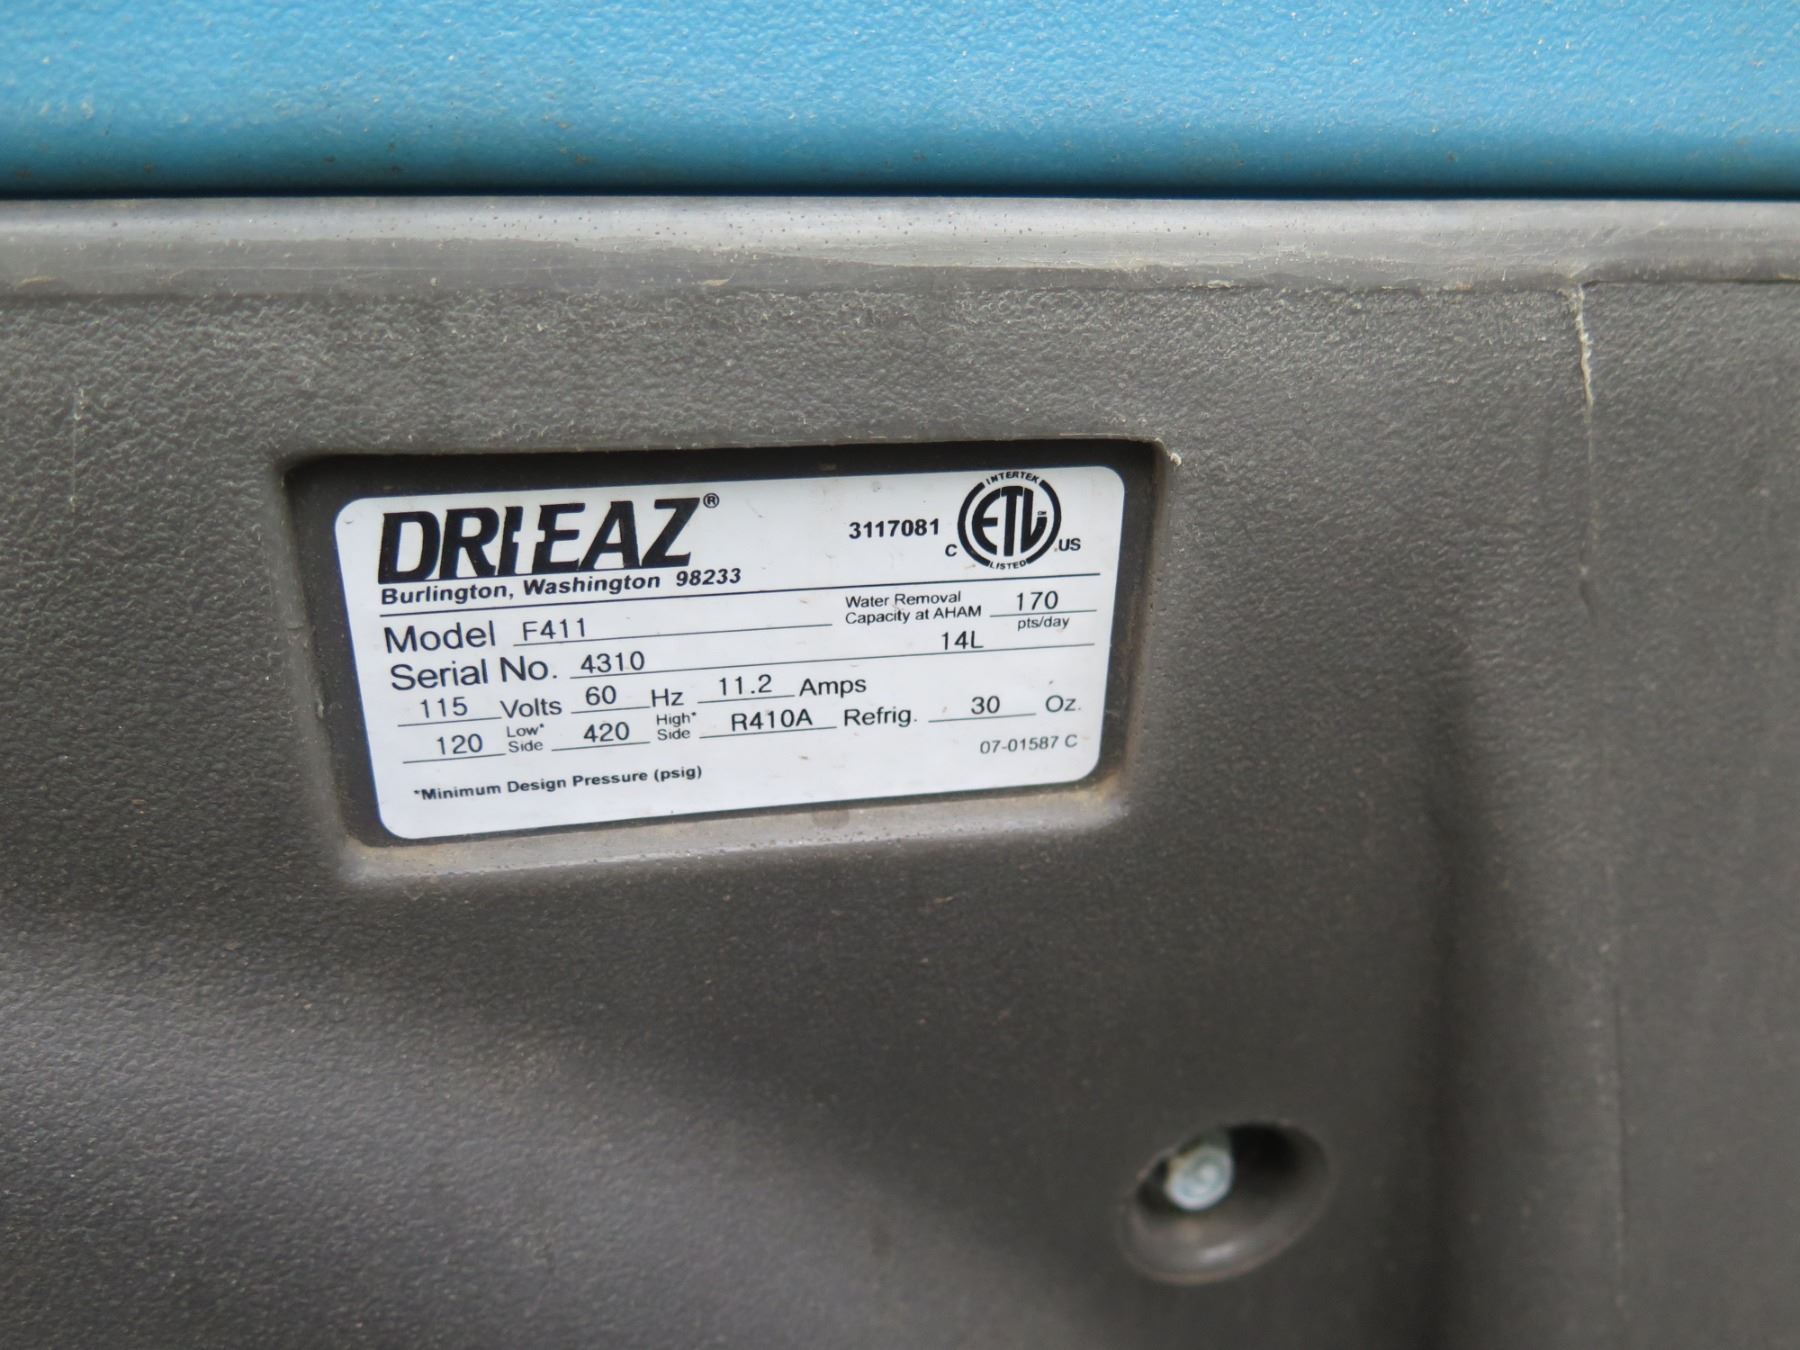 DRI-EAZ®
3117081 INTERTEK C ETL CM US LISTED
Burlington, Washington 98233
Model F411 Water Removal Capacity at AHAM 170 pts/day
Serial No. 4310 14L
115 Volts 60 Hz 11.2 Amps
120 Low* Side 420 High* Side R410A Refrig. 30 Oz.
07-01587 C
*Minimum Design Pressure (psig)